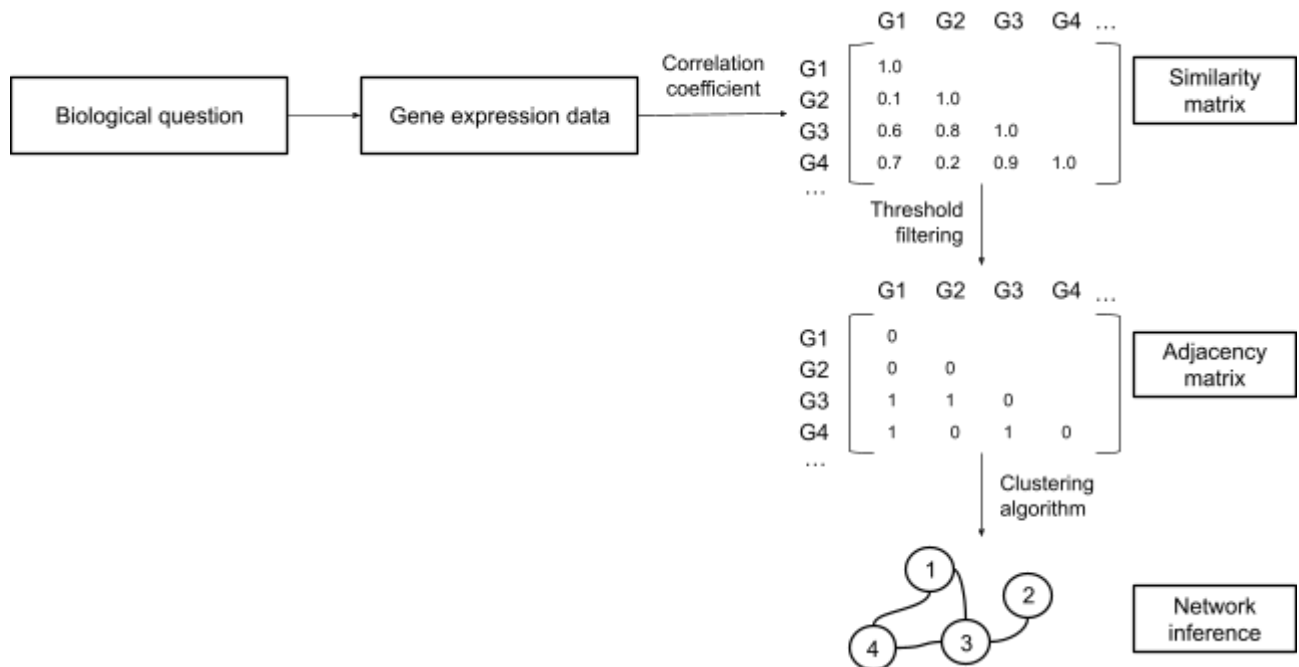 Biological question
Gene expression data
Correlation
coefficient
G1 G2 G3 G4 ...
G1 1.0
G2 0.1 1.0
G3 0.6 0.8 1.0
G4 0.7 0.2 0.9 1.0
...
Similarity
matrix
Threshold
filtering
G1 G2 G3 G4 ...
G1 0
G2 0 0
G3 1 1 0
G4 1 0 1 0
...
Adjacency
matrix
Clustering
algorithm
1
2
4
3
Network
inference